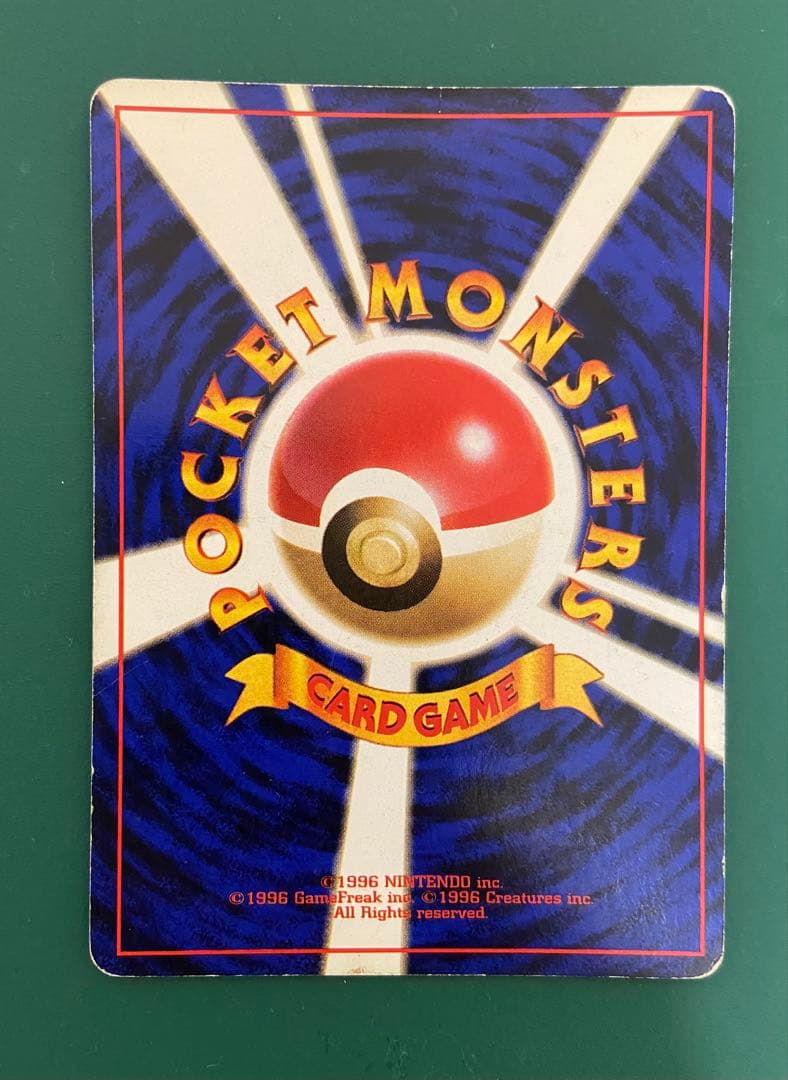 POCKET MONSTERS
CARD GAME
©1996 NINTENDO inc.
©1996 GameFreak inc. ©1996 Creatures inc.
All Rights reserved.